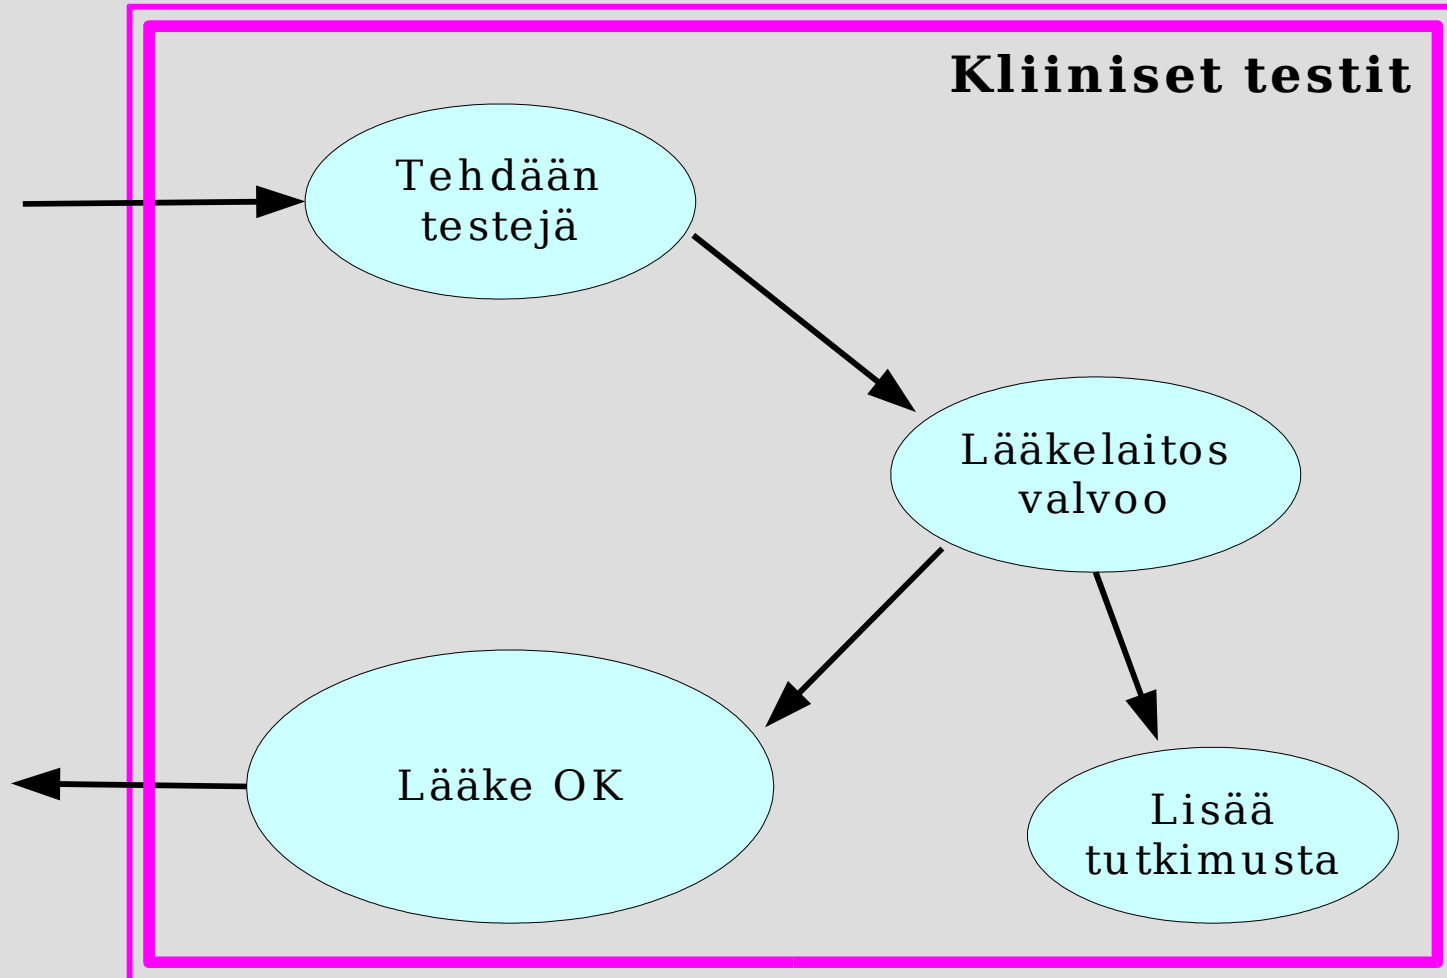 Kliiniset testit
Tehdään
testejä
Lääkelaitos
valvoo
Lääke OK
Lisää
tutkimusta